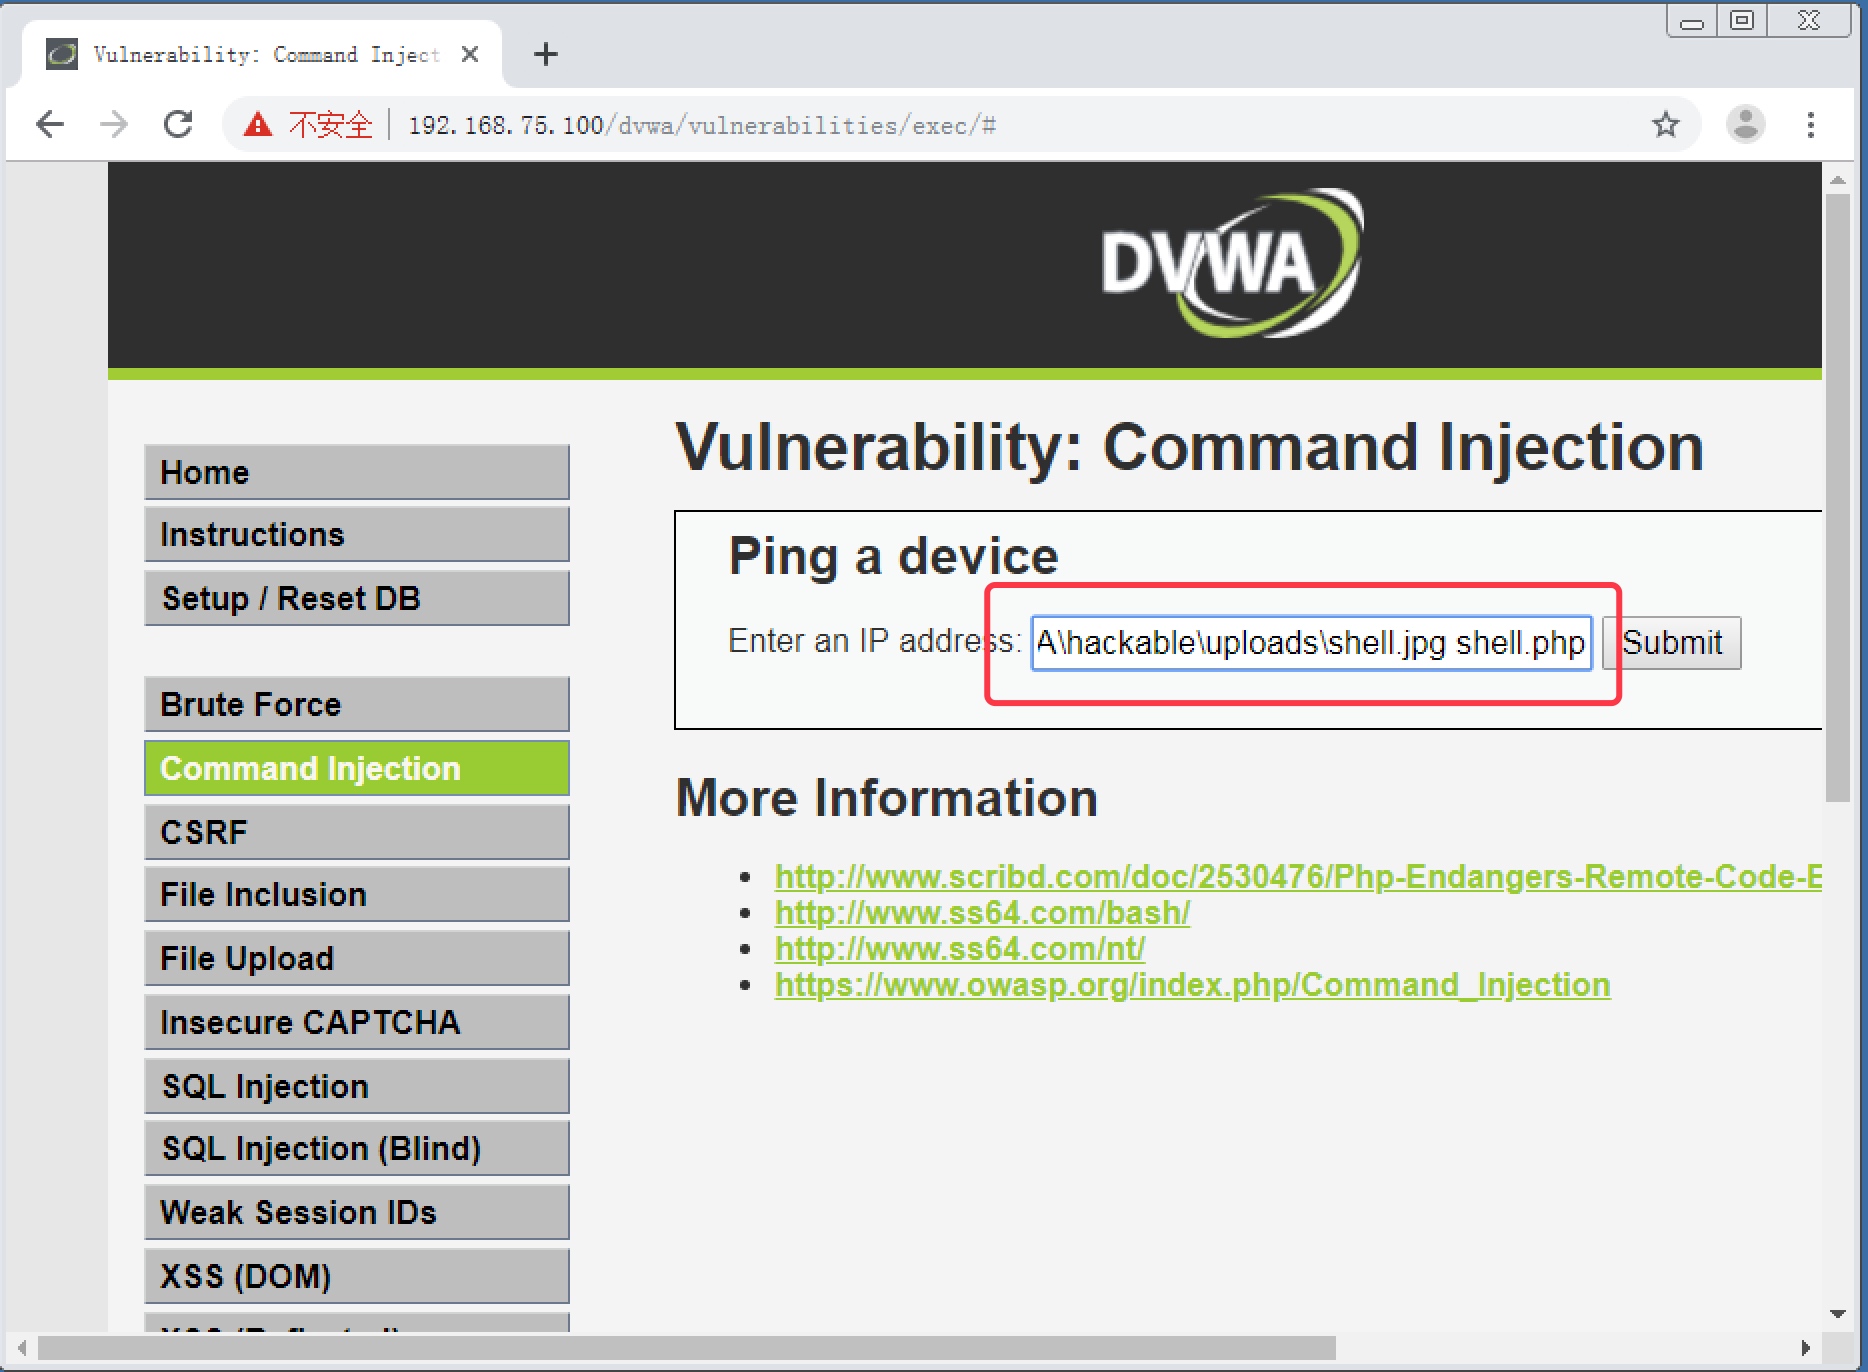 Vulnerability: Command Inject
不安全 192.168.75.100/dvwa/vulnerabilities/exec/#
DVWA
Home
Instructions
Setup / Reset DB
Brute Force
Command Injection
CSRF
File Inclusion
File Upload
Insecure CAPTCHA
SQL Injection
SQL Injection (Blind)
Weak Session IDs
XSS (DOM)
Vulnerability: Command Injection
Ping a device
Enter an IP address: A\hackable\uploads\shell.jpg shell.php Submit
More Information
http://www.scribd.com/doc/2530476/Php-Endangers-Remote-Code-E
http://www.ss64.com/bash/
http://www.ss64.com/nt/
https://www.owasp.org/index.php/Command_Injection